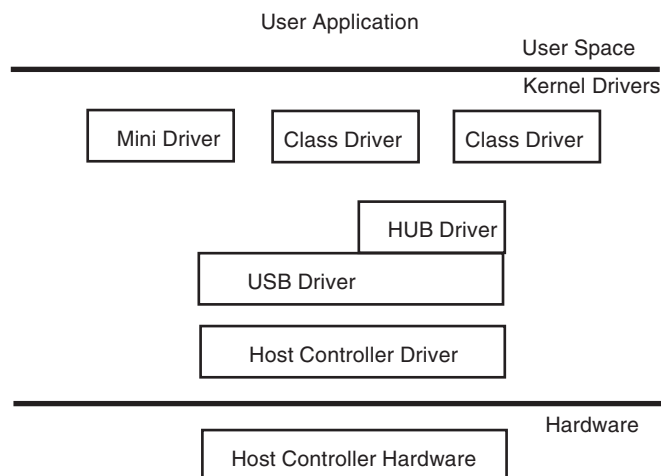 User Application
User Space
Kernel Drivers
Mini Driver
Class Driver
Class Driver
HUB Driver
USB Driver
Host Controller Driver
Hardware
Host Controller Hardware